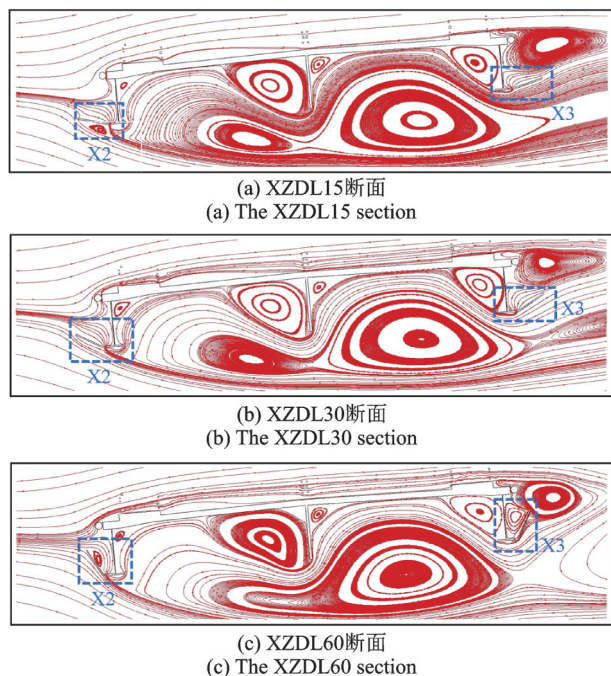 X2
X3
(a) XZDL15断面
(a) The XZDL15 section
X2
X3
(b) XZDL30断面
(b) The XZDL30 section
X2
X3
(c) XZDL60断面
(c) The XZDL60 section